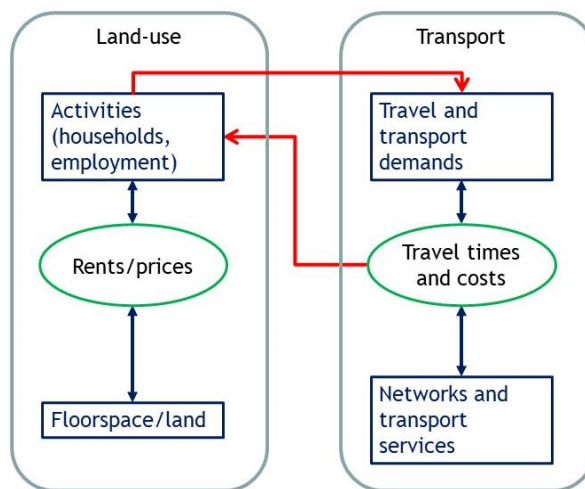 Land-use
Activities
(households,
employment)
Rents/prices
Floorspace/land
Transport
Travel and
transport
demands
Travel times
and costs
Networks and
transport
services